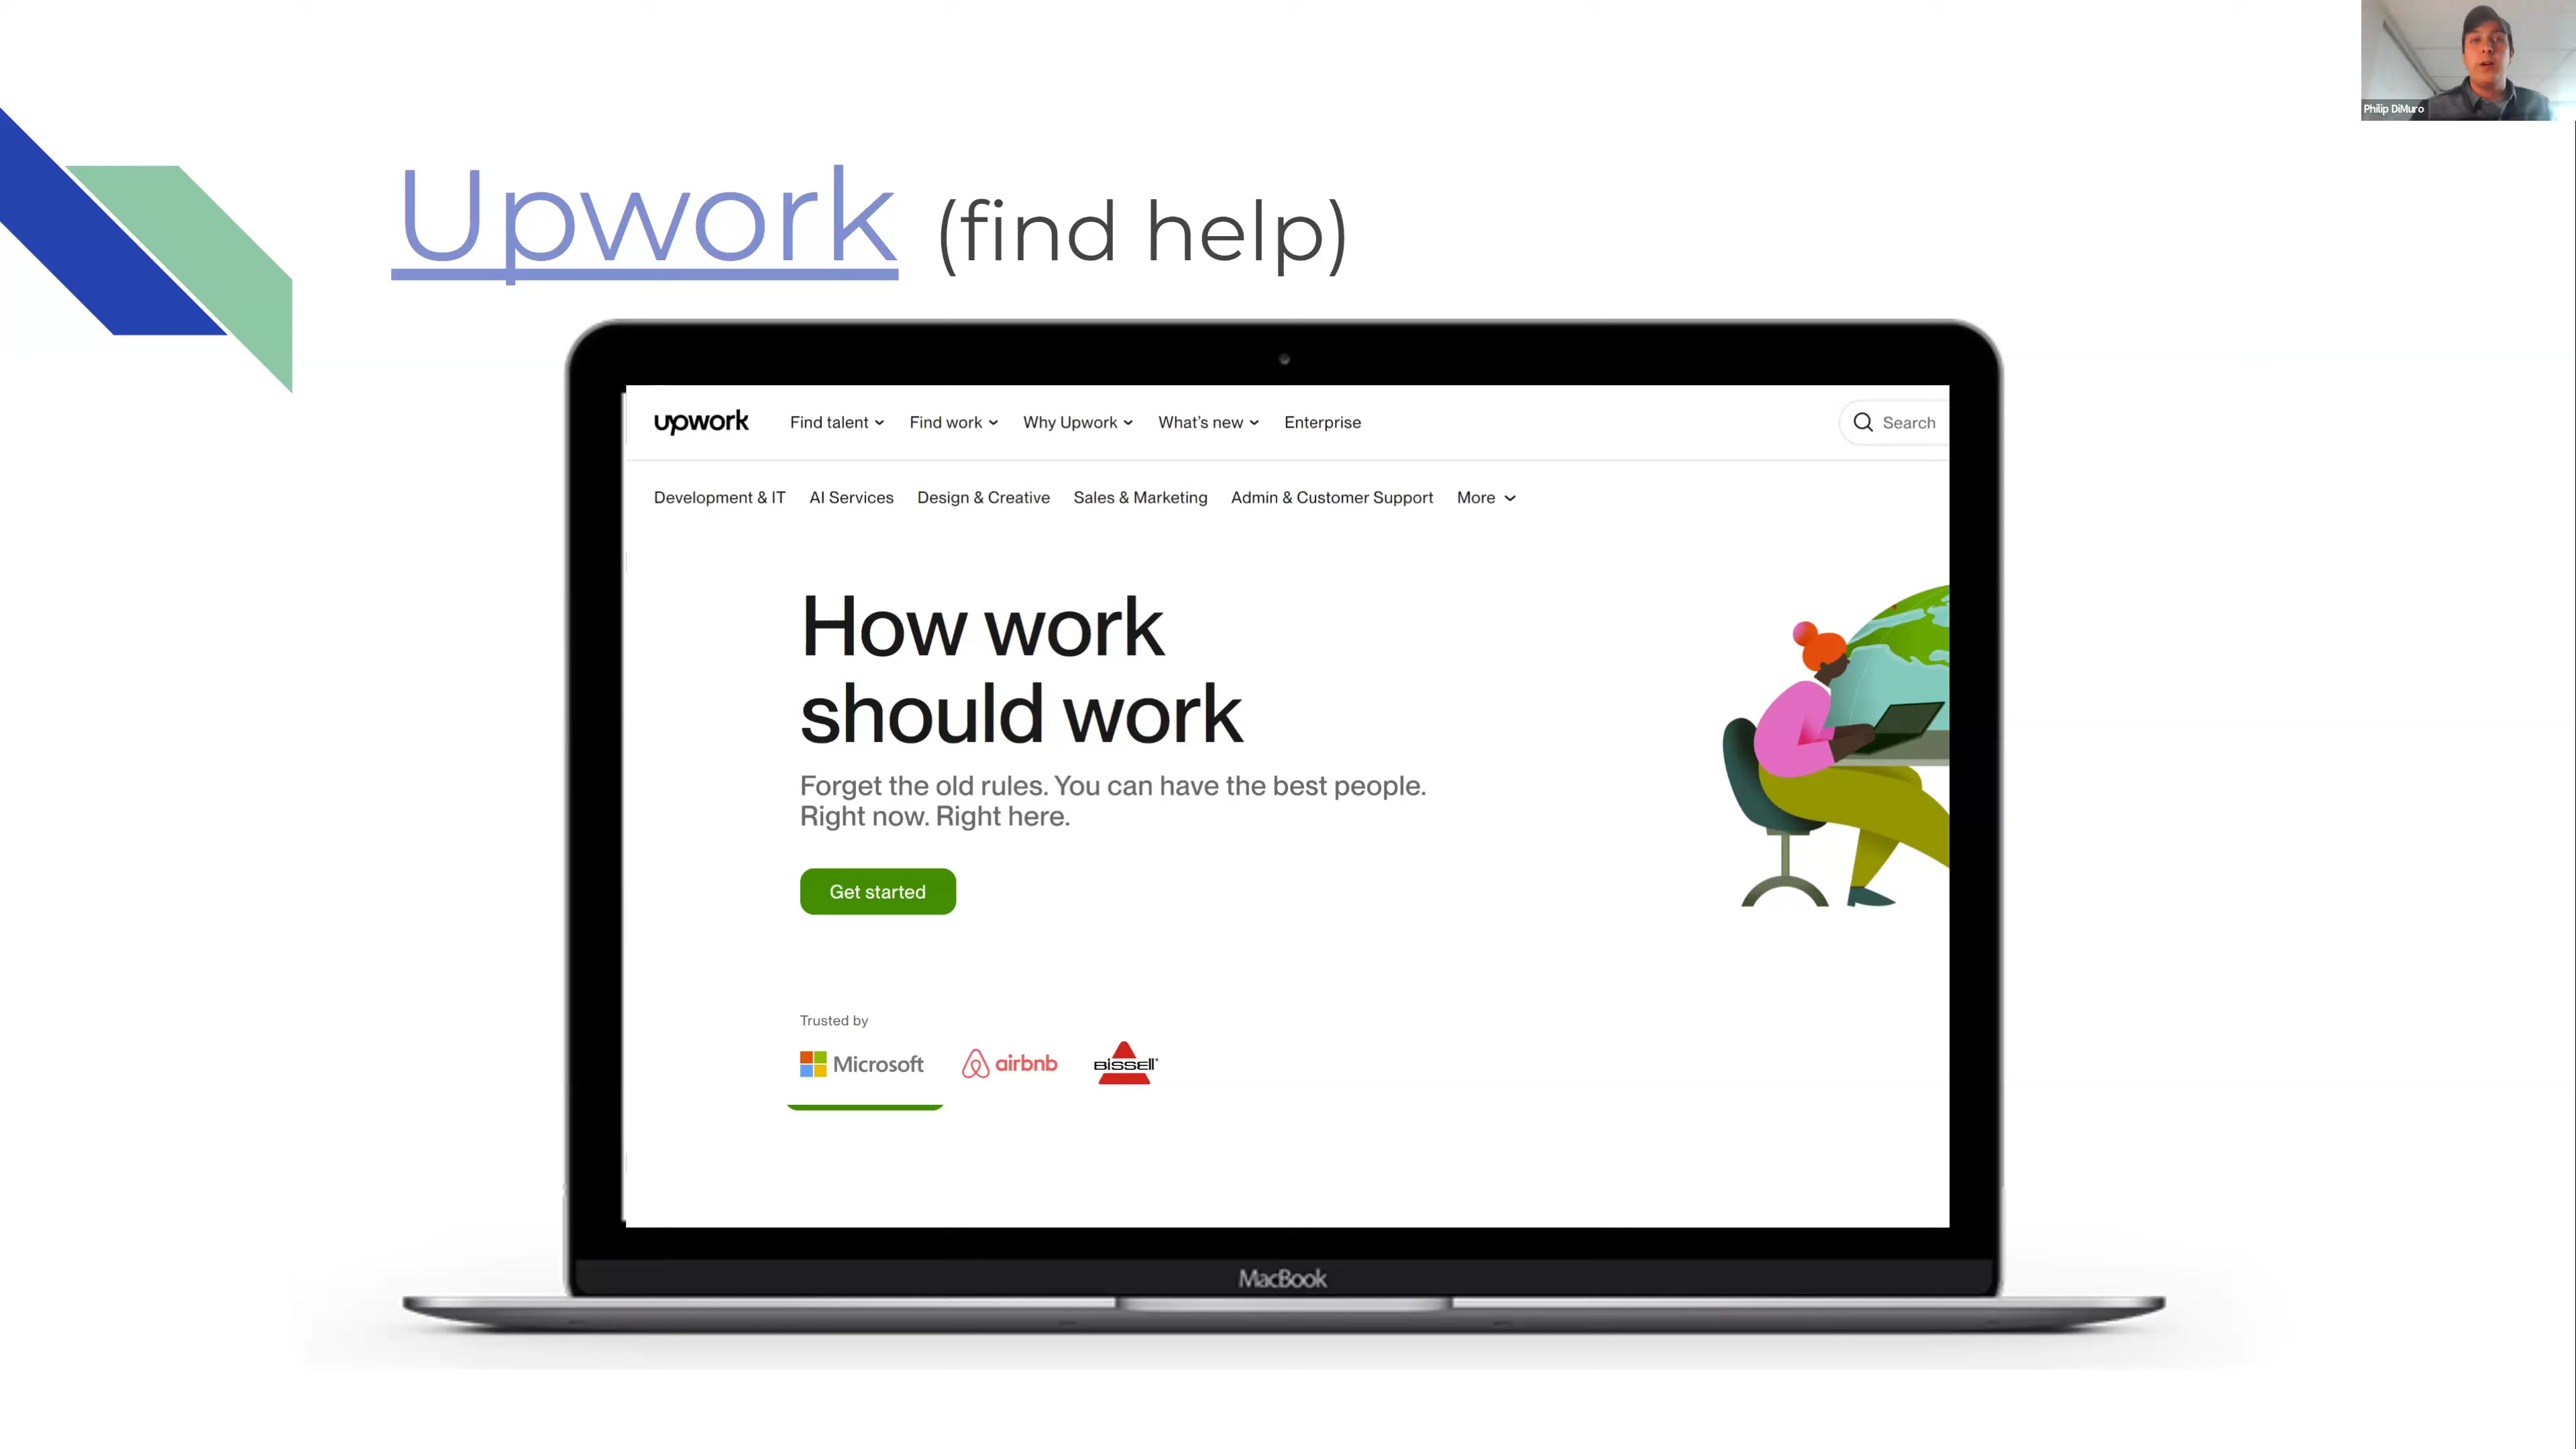 Philip DiMuro
Upwork (find help)
upwork Find talent Find work Why Upwork What's new Enterprise Search
Development & IT AI Services Design & Creative Sales & Marketing Admin & Customer Support More
How work
should work
Forget the old rules. You can have the best people.
Right now. Right here.
Get started
Trusted by
Microsoft airbnb BISSELL
MacBook